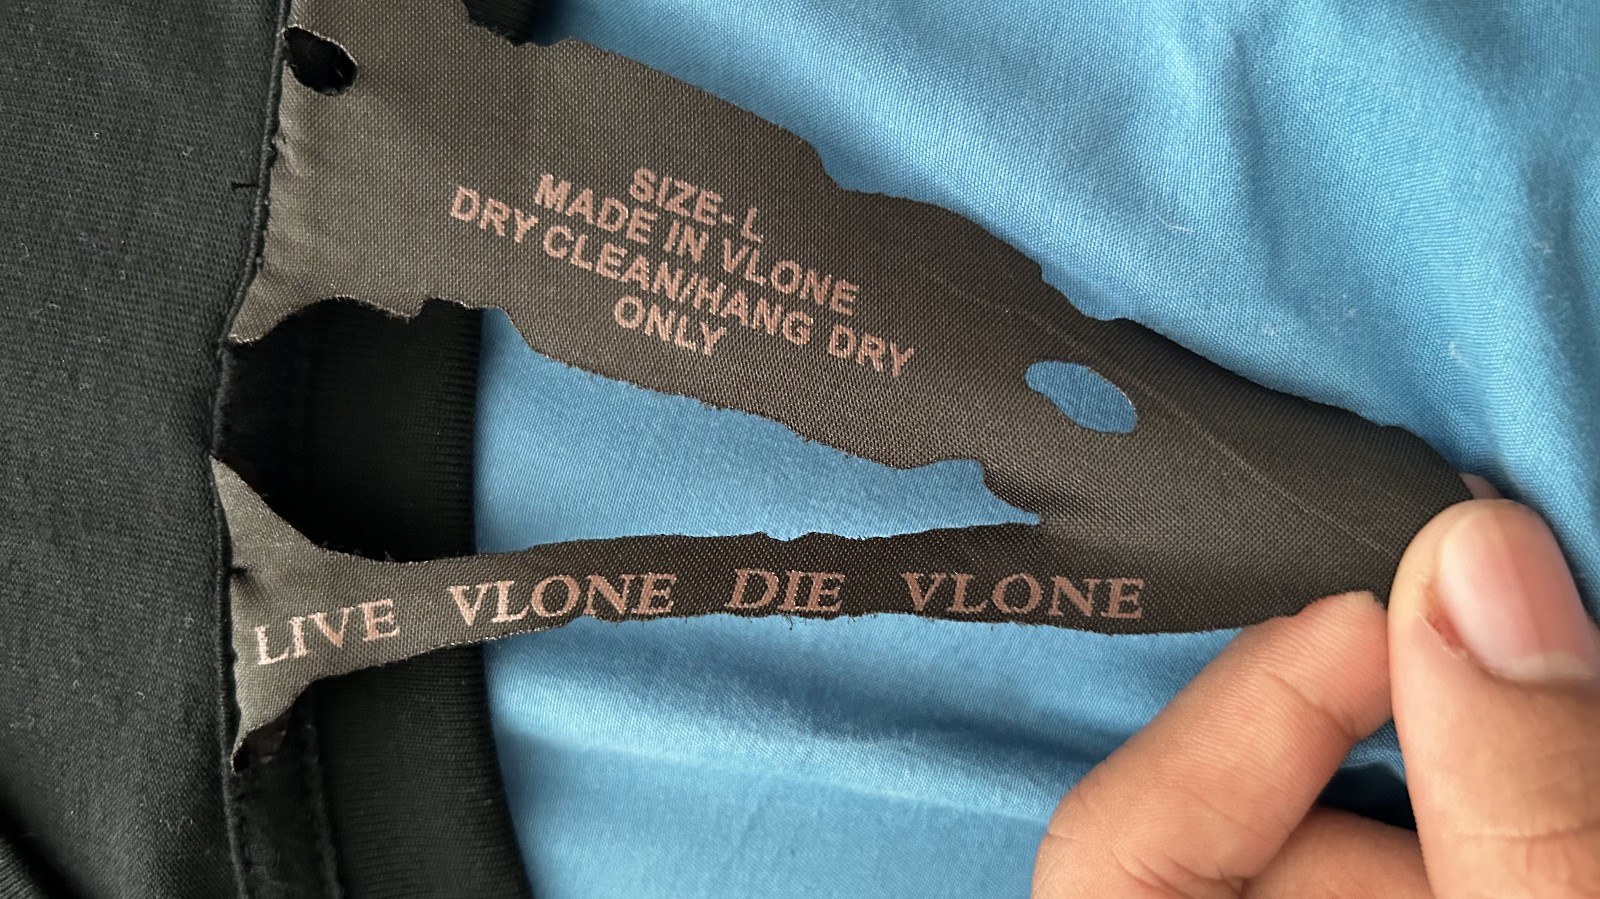 SIZE- L
MADE IN VLONE
DRY CLEAN/HANG DRY
ONLY
LIVE VLONE DIE VLONE